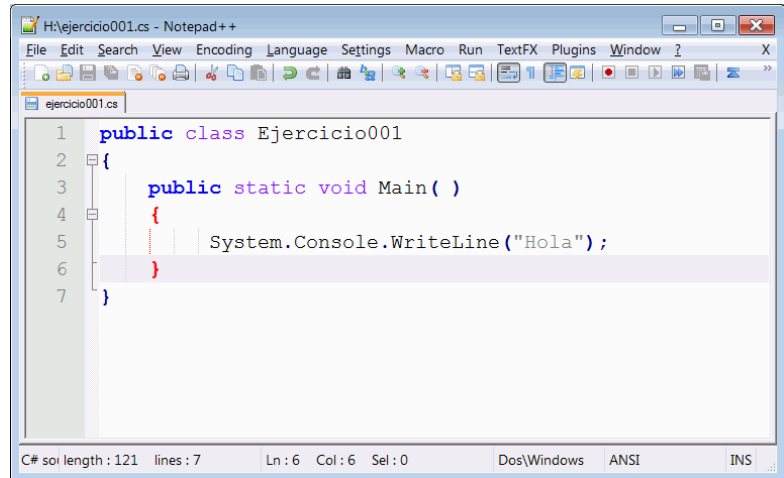 H:\ejercicio001.cs - Notepad++
File Edit Search View Encoding Language Settings Macro Run TextFX Plugins Window ? X
ejercicio001.cs
1 public class Ejercicio001
2 {
3 public static void Main( )
4 {
5 System.Console.WriteLine("Hola");
6 }
7 }
C# sou length : 121 lines : 7 Ln : 6 Col : 6 Sel : 0 Dos\Windows ANSI INS